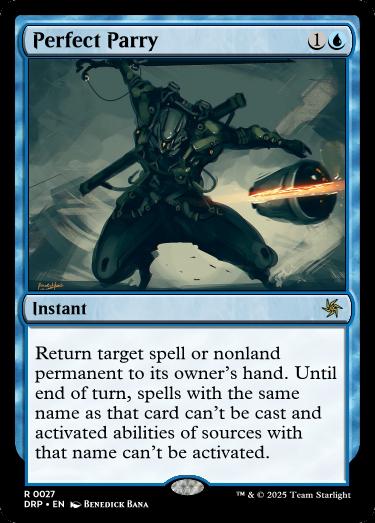 Perfect Parry 1
Instant
Return target spell or nonland
permanent to its owner's hand. Until
end of turn, spells with the same
name as that card can't be cast and
activated abilities of sources with
that name can't be activated.
R 0027
DRP • EN Benedick Bana
™ & © 2025 Team Starlight